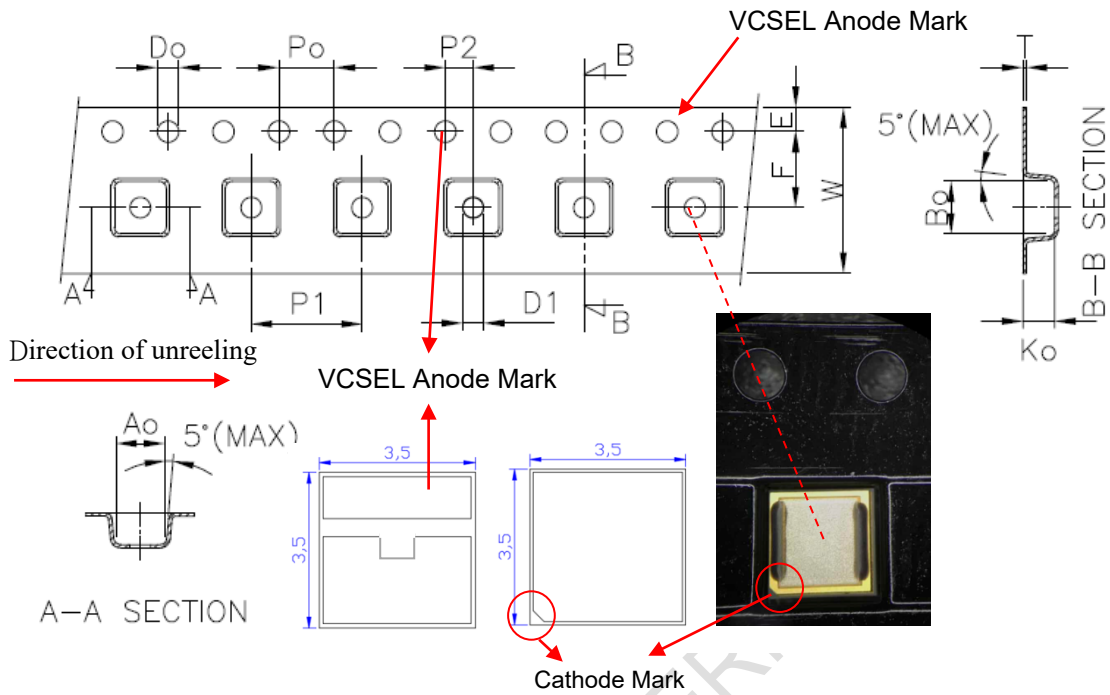 VCSEL Anode Mark
Do
Po
P2
B
T
E
F
W
5°(MAX)
Bo
B-B SECTION
A
A
P1
D1
B
Ko
Direction of unreeling
VCSEL Anode Mark
Ao
5°(MAX)
3,5
3,5
3,5
3,5
A-A SECTION
Cathode Mark